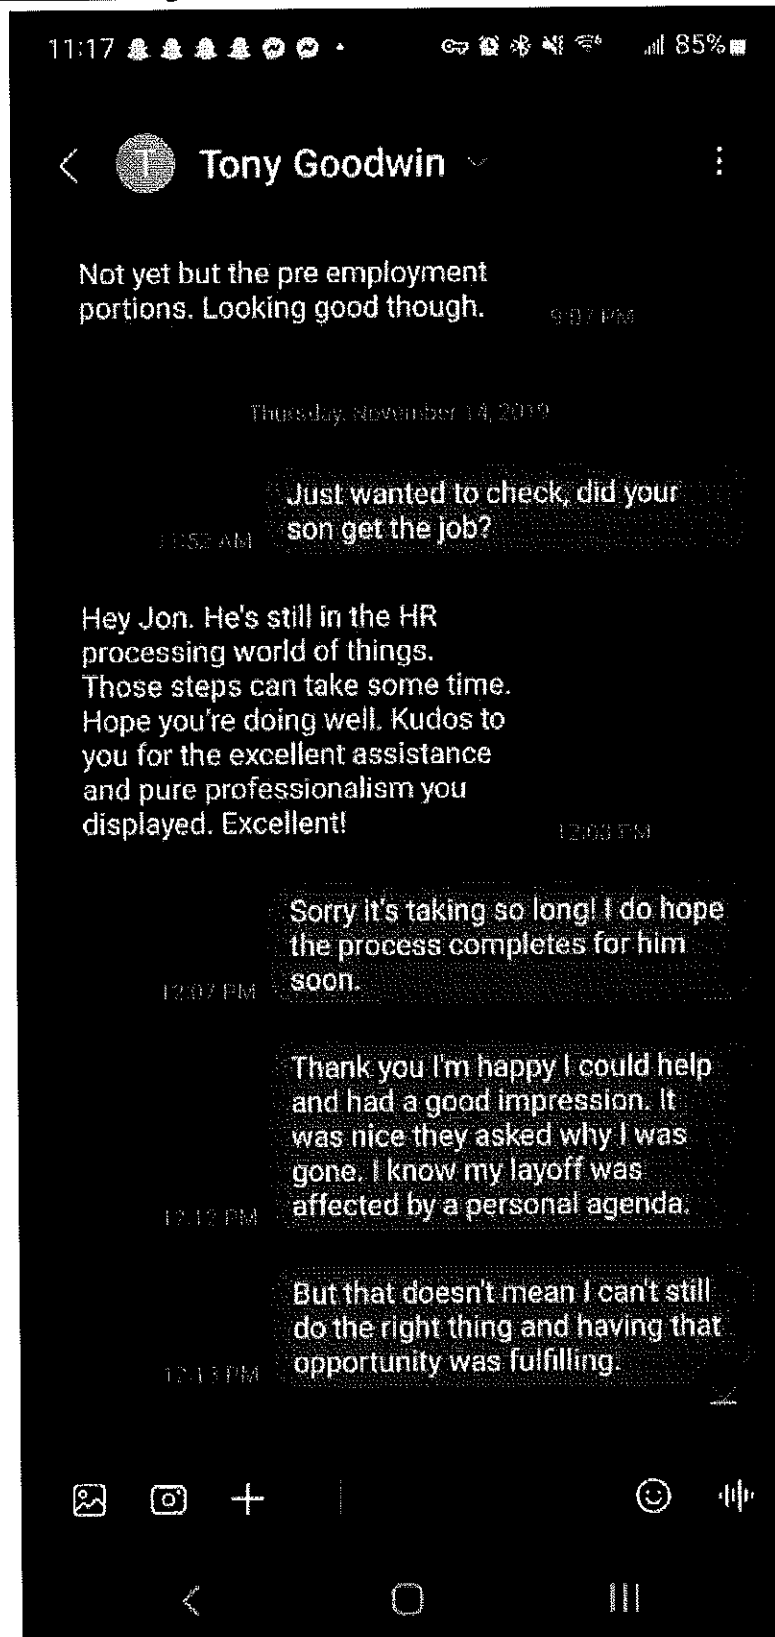 11:17 85%
T Tony Goodwin
Not yet but the pre employment
portions. Looking good though.
9:07 PM
Thursday, November 14, 2019
Just wanted to check, did your
son get the job?
:52 AM
Hey Jon. He's still in the HR
processing world of things.
Those steps can take some time.
Hope you're doing well. Kudos to
you for the excellent assistance
and pure professionalism you
displayed. Excellent!
12:03 PM
Sorry it's taking so long! I do hope
the process completes for him
soon.
12:07 PM
Thank you I'm happy I could help
and had a good impression. It
was nice they asked why I was
gone. I know my layoff was
affected by a personal agenda.
12:12 PM
But that doesn't mean I can't still
do the right thing and having that
opportunity was fulfilling.
12:13 PM